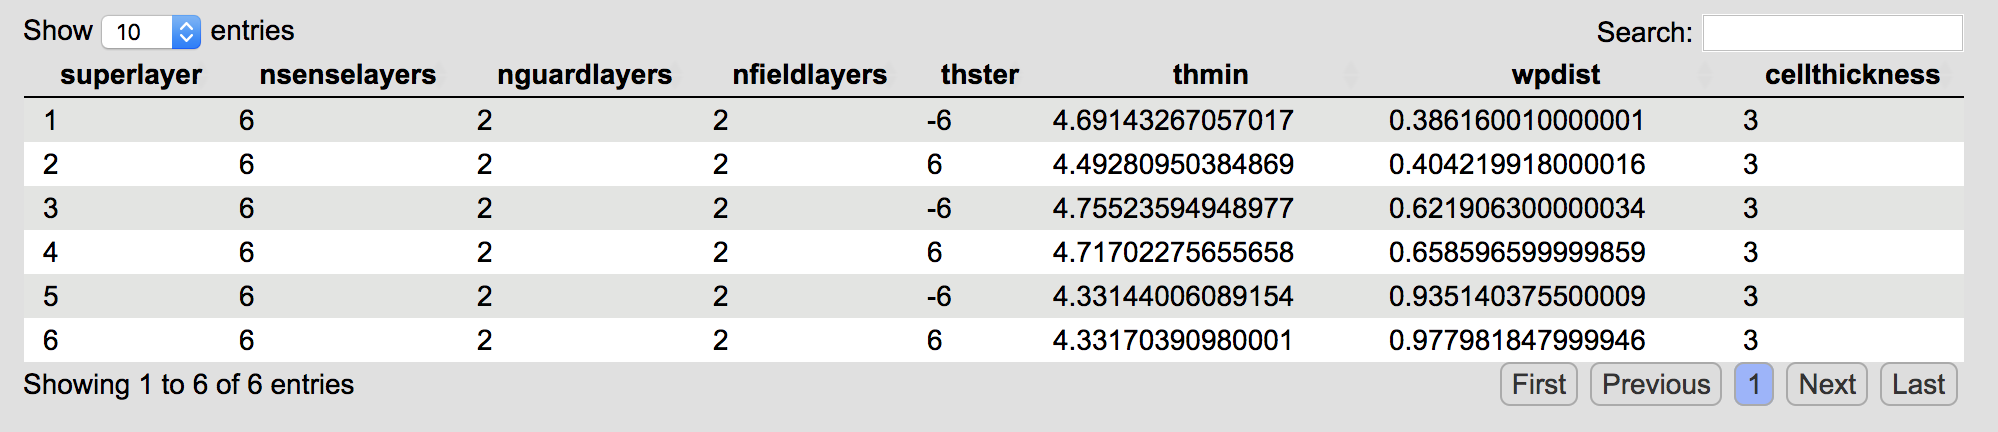 Show 10 entries Search:
superlayer nsenselayers nguardlayers nfieldlayers thster thmin wpdist cellthickness
1 6 2 2 -6 4.69143267057017 0.386160010000001 3
2 6 2 2 6 4.49280950384869 0.404219918000016 3
3 6 2 2 -6 4.75523594948977 0.621906300000034 3
4 6 2 2 6 4.71702275655658 0.658596599999859 3
5 6 2 2 -6 4.33144006089154 0.935140375500009 3
6 6 2 2 6 4.33170390980001 0.977981847999946 3
Showing 1 to 6 of 6 entries First Previous 1 Next Last